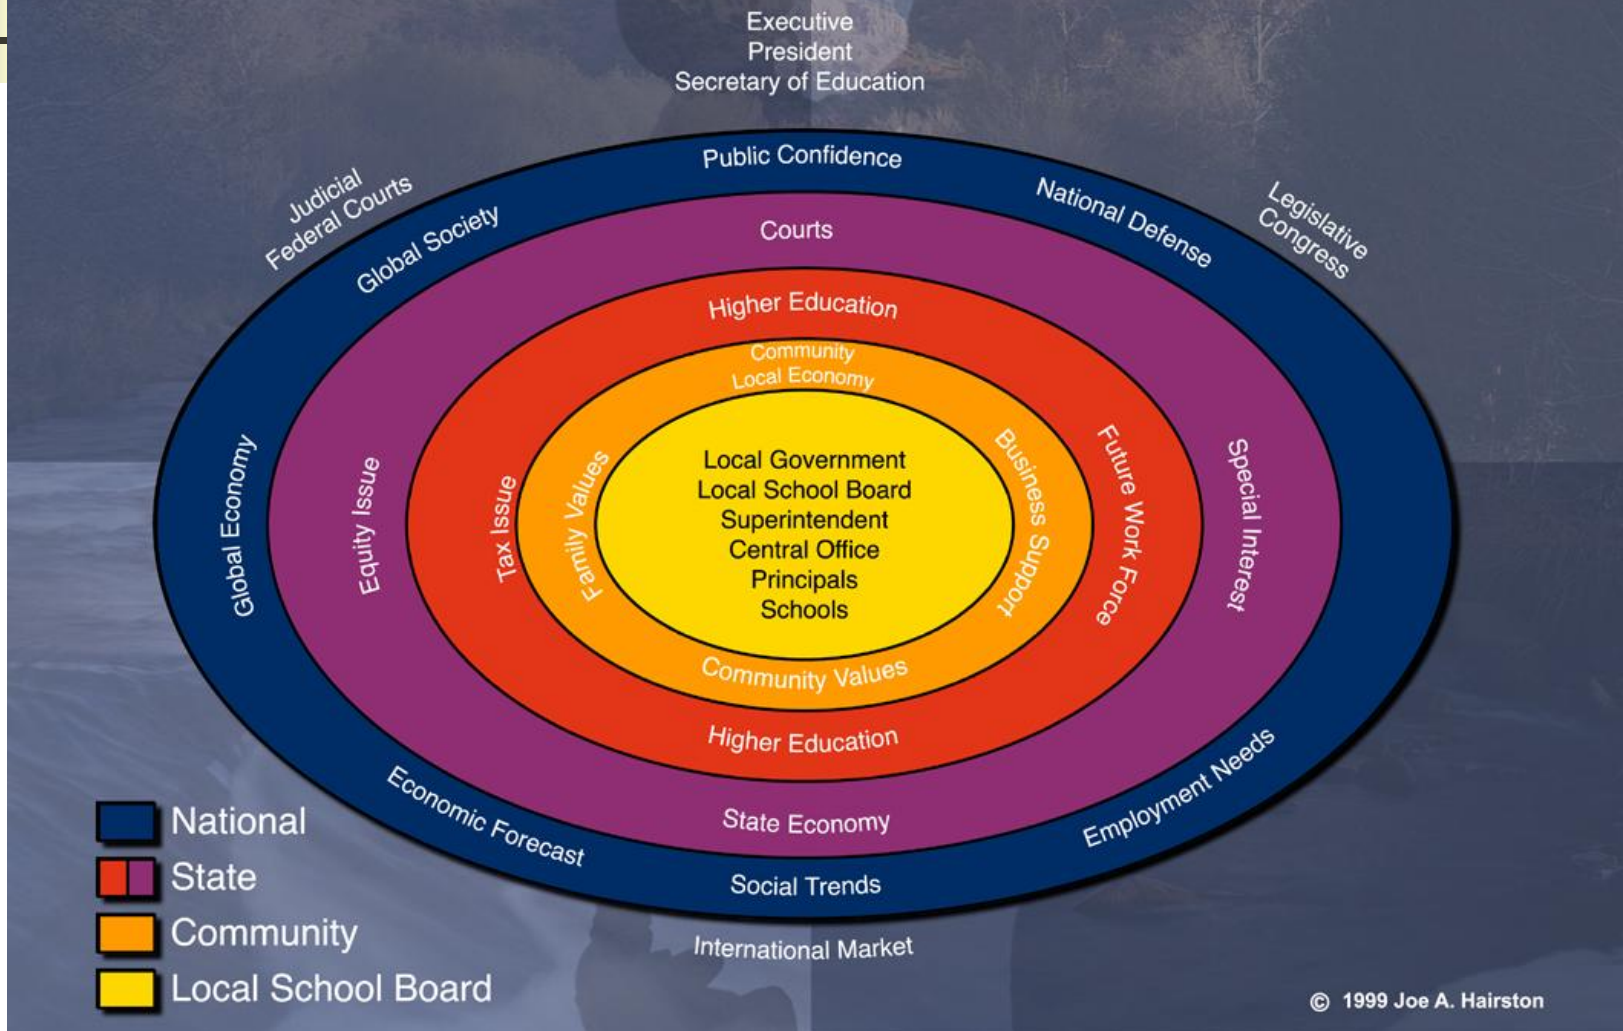 Executive
President
Secretary of Education
Judicial
Federal Courts
Legislative
Congress
Public Confidence
Global Society
National Defense
Courts
Higher Education
Community
Local Economy
Global Economy
Equity Issue
Tax Issue
Family Values
Local Government
Local School Board
Superintendent
Central Office
Principals
Schools
Business Support
Future Work Force
Special Interest
Community Values
Higher Education
State Economy
Economic Forecast
Employment Needs
Social Trends
International Market
National
State
Community
Local School Board
© 1999 Joe A. Hairston